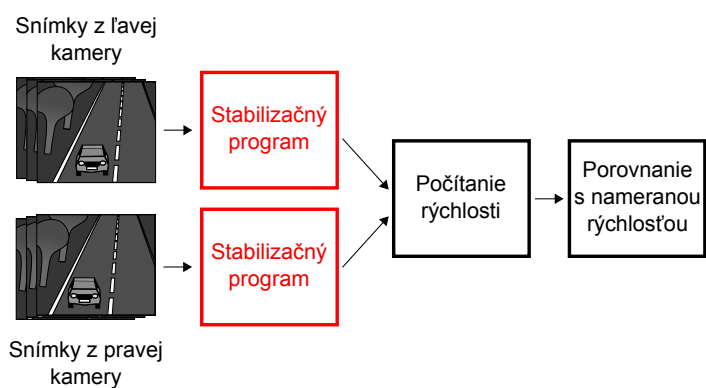 Snímky z ľavej
kamery
Stabilizačný
program
Počítanie
rýchlosti
Porovnanie
s nameranou
rýchlosťou
Stabilizačný
program
Snímky z pravej
kamery